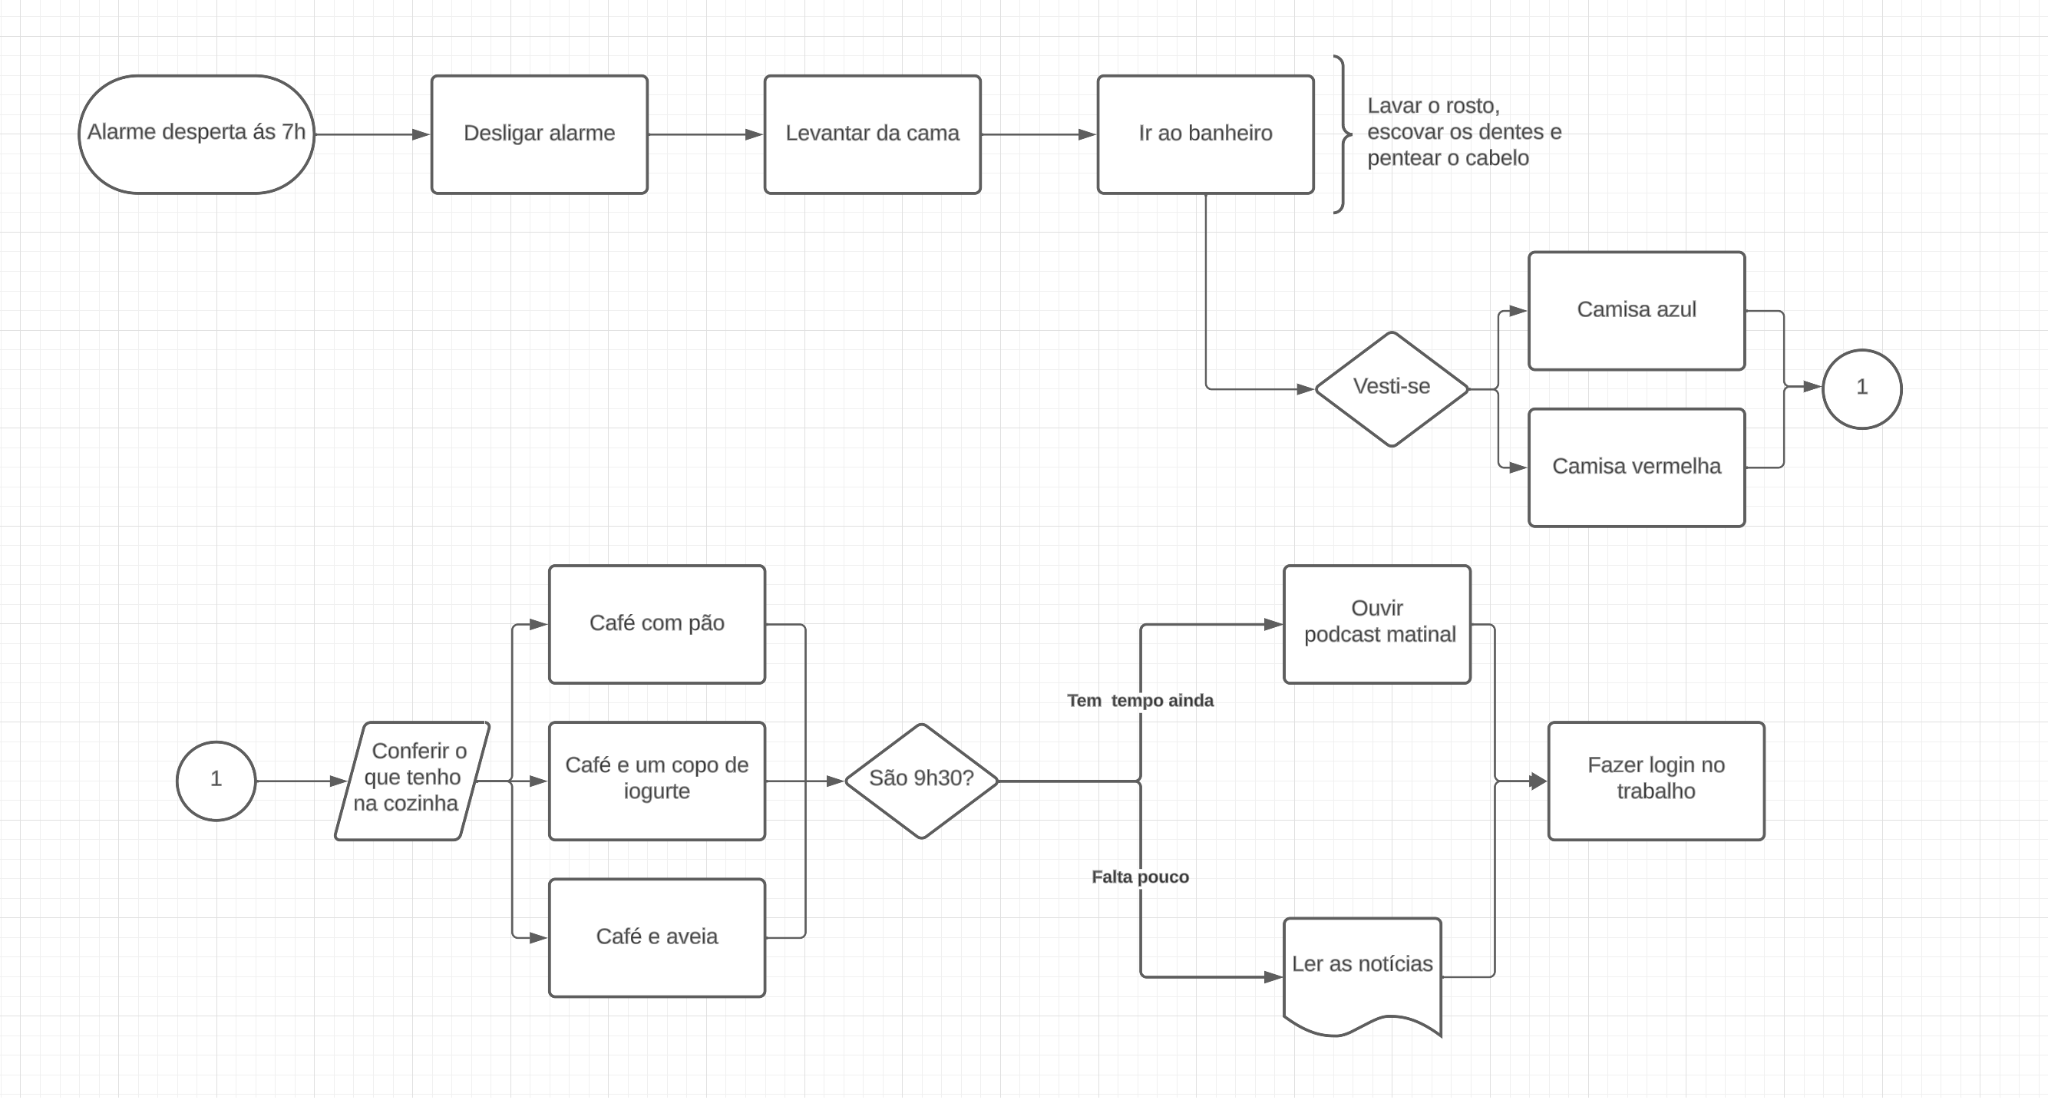 Alarme desperta ás 7h
Desligar alarme
Levantar da cama
Ir ao banheiro
Lavar o rosto,
escovar os dentes e
pentear o cabelo
Vesti-se
Camisa azul
Camisa vermelha
1
1
Conferir o
que tenho
na cozinha
Café com pão
Café e um copo de
iogurte
Café e aveia
São 9h30?
Tem  tempo ainda
Falta pouco
Ouvir
podcast matinal
Ler as notícias
Fazer login no
trabalho